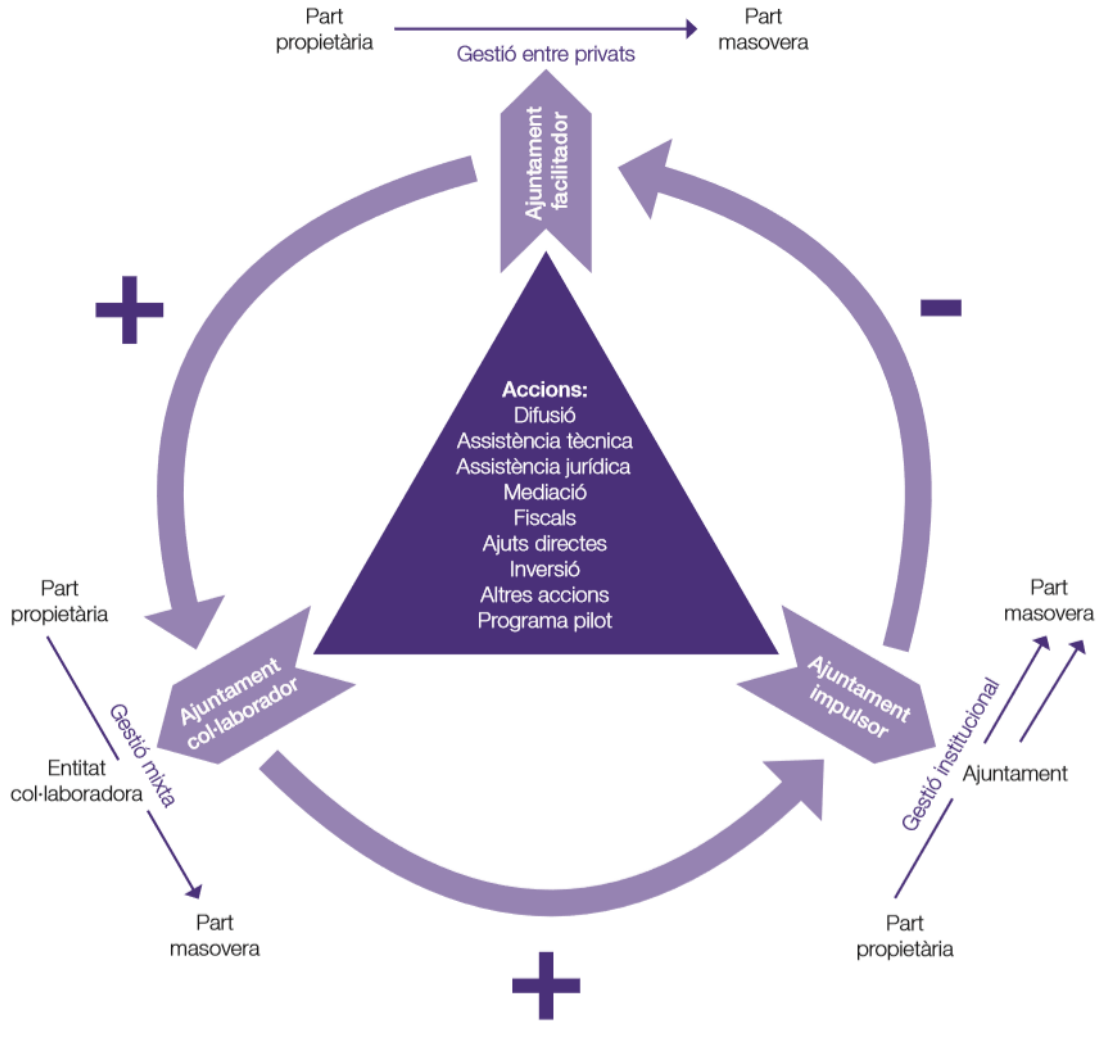 Part
propietària
Gestió entre privats
Part
masovera
Ajuntament
facilitador
+
-
Accions:
Difusió
Assistència tècnica
Assistència jurídica
Mediació
Fiscals
Ajuts directes
Inversió
Altres accions
Programa pilot
Part
propietària
Gestió mixta
Entitat
col·laboradora
Part
masovera
Ajuntament
col·laborador
Ajuntament
impulsor
Part
masovera
Gestió institucional
Ajuntament
Part
propietària
+